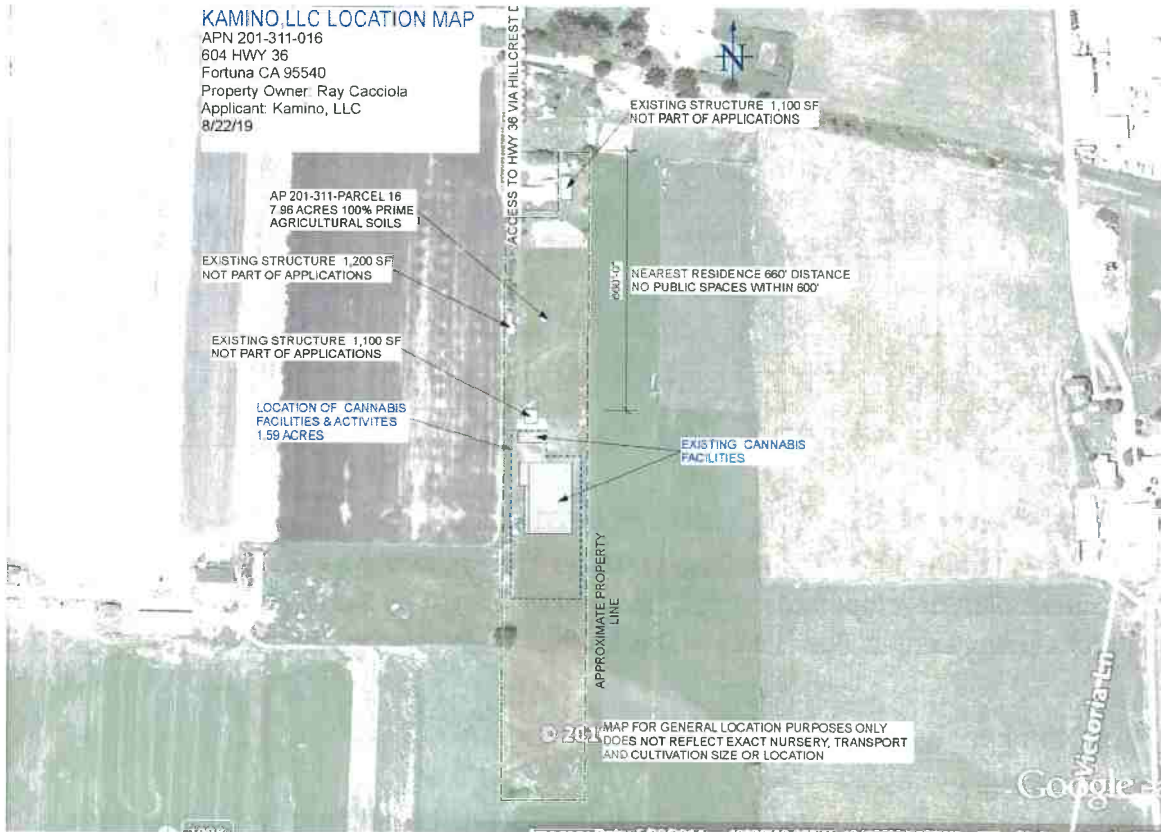 KAMINO,LLC LOCATION MAP
APN 201-311-016
604 HWY 36
Fortuna CA 95540
Property Owner: Ray Cacciola
Applicant: Kamino, LLC
8/22/19
ACCESS TO HWY 36 VIA HILLCREST
N
EXISTING STRUCTURE 1,100 SF
NOT PART OF APPLICATIONS
AP 201-311-PARCEL 16
7.96 ACRES 100% PRIME
AGRICULTURAL SOILS
EXISTING STRUCTURE 1,200 SF
NOT PART OF APPLICATIONS
660'-0"
NEAREST RESIDENCE 660' DISTANCE
NO PUBLIC SPACES WITHIN 600'
EXISTING STRUCTURE 1,100 SF
NOT PART OF APPLICATIONS
LOCATION OF CANNABIS
FACILITIES & ACTIVITES
1.59 ACRES
EXISTING CANNABIS
FACILITIES
APPROXIMATE PROPERTY
LINE
MAP FOR GENERAL LOCATION PURPOSES ONLY
DOES NOT REFLECT EXACT NURSERY, TRANSPORT
AND CULTIVATION SIZE OR LOCATION
Victoria Ln
Google